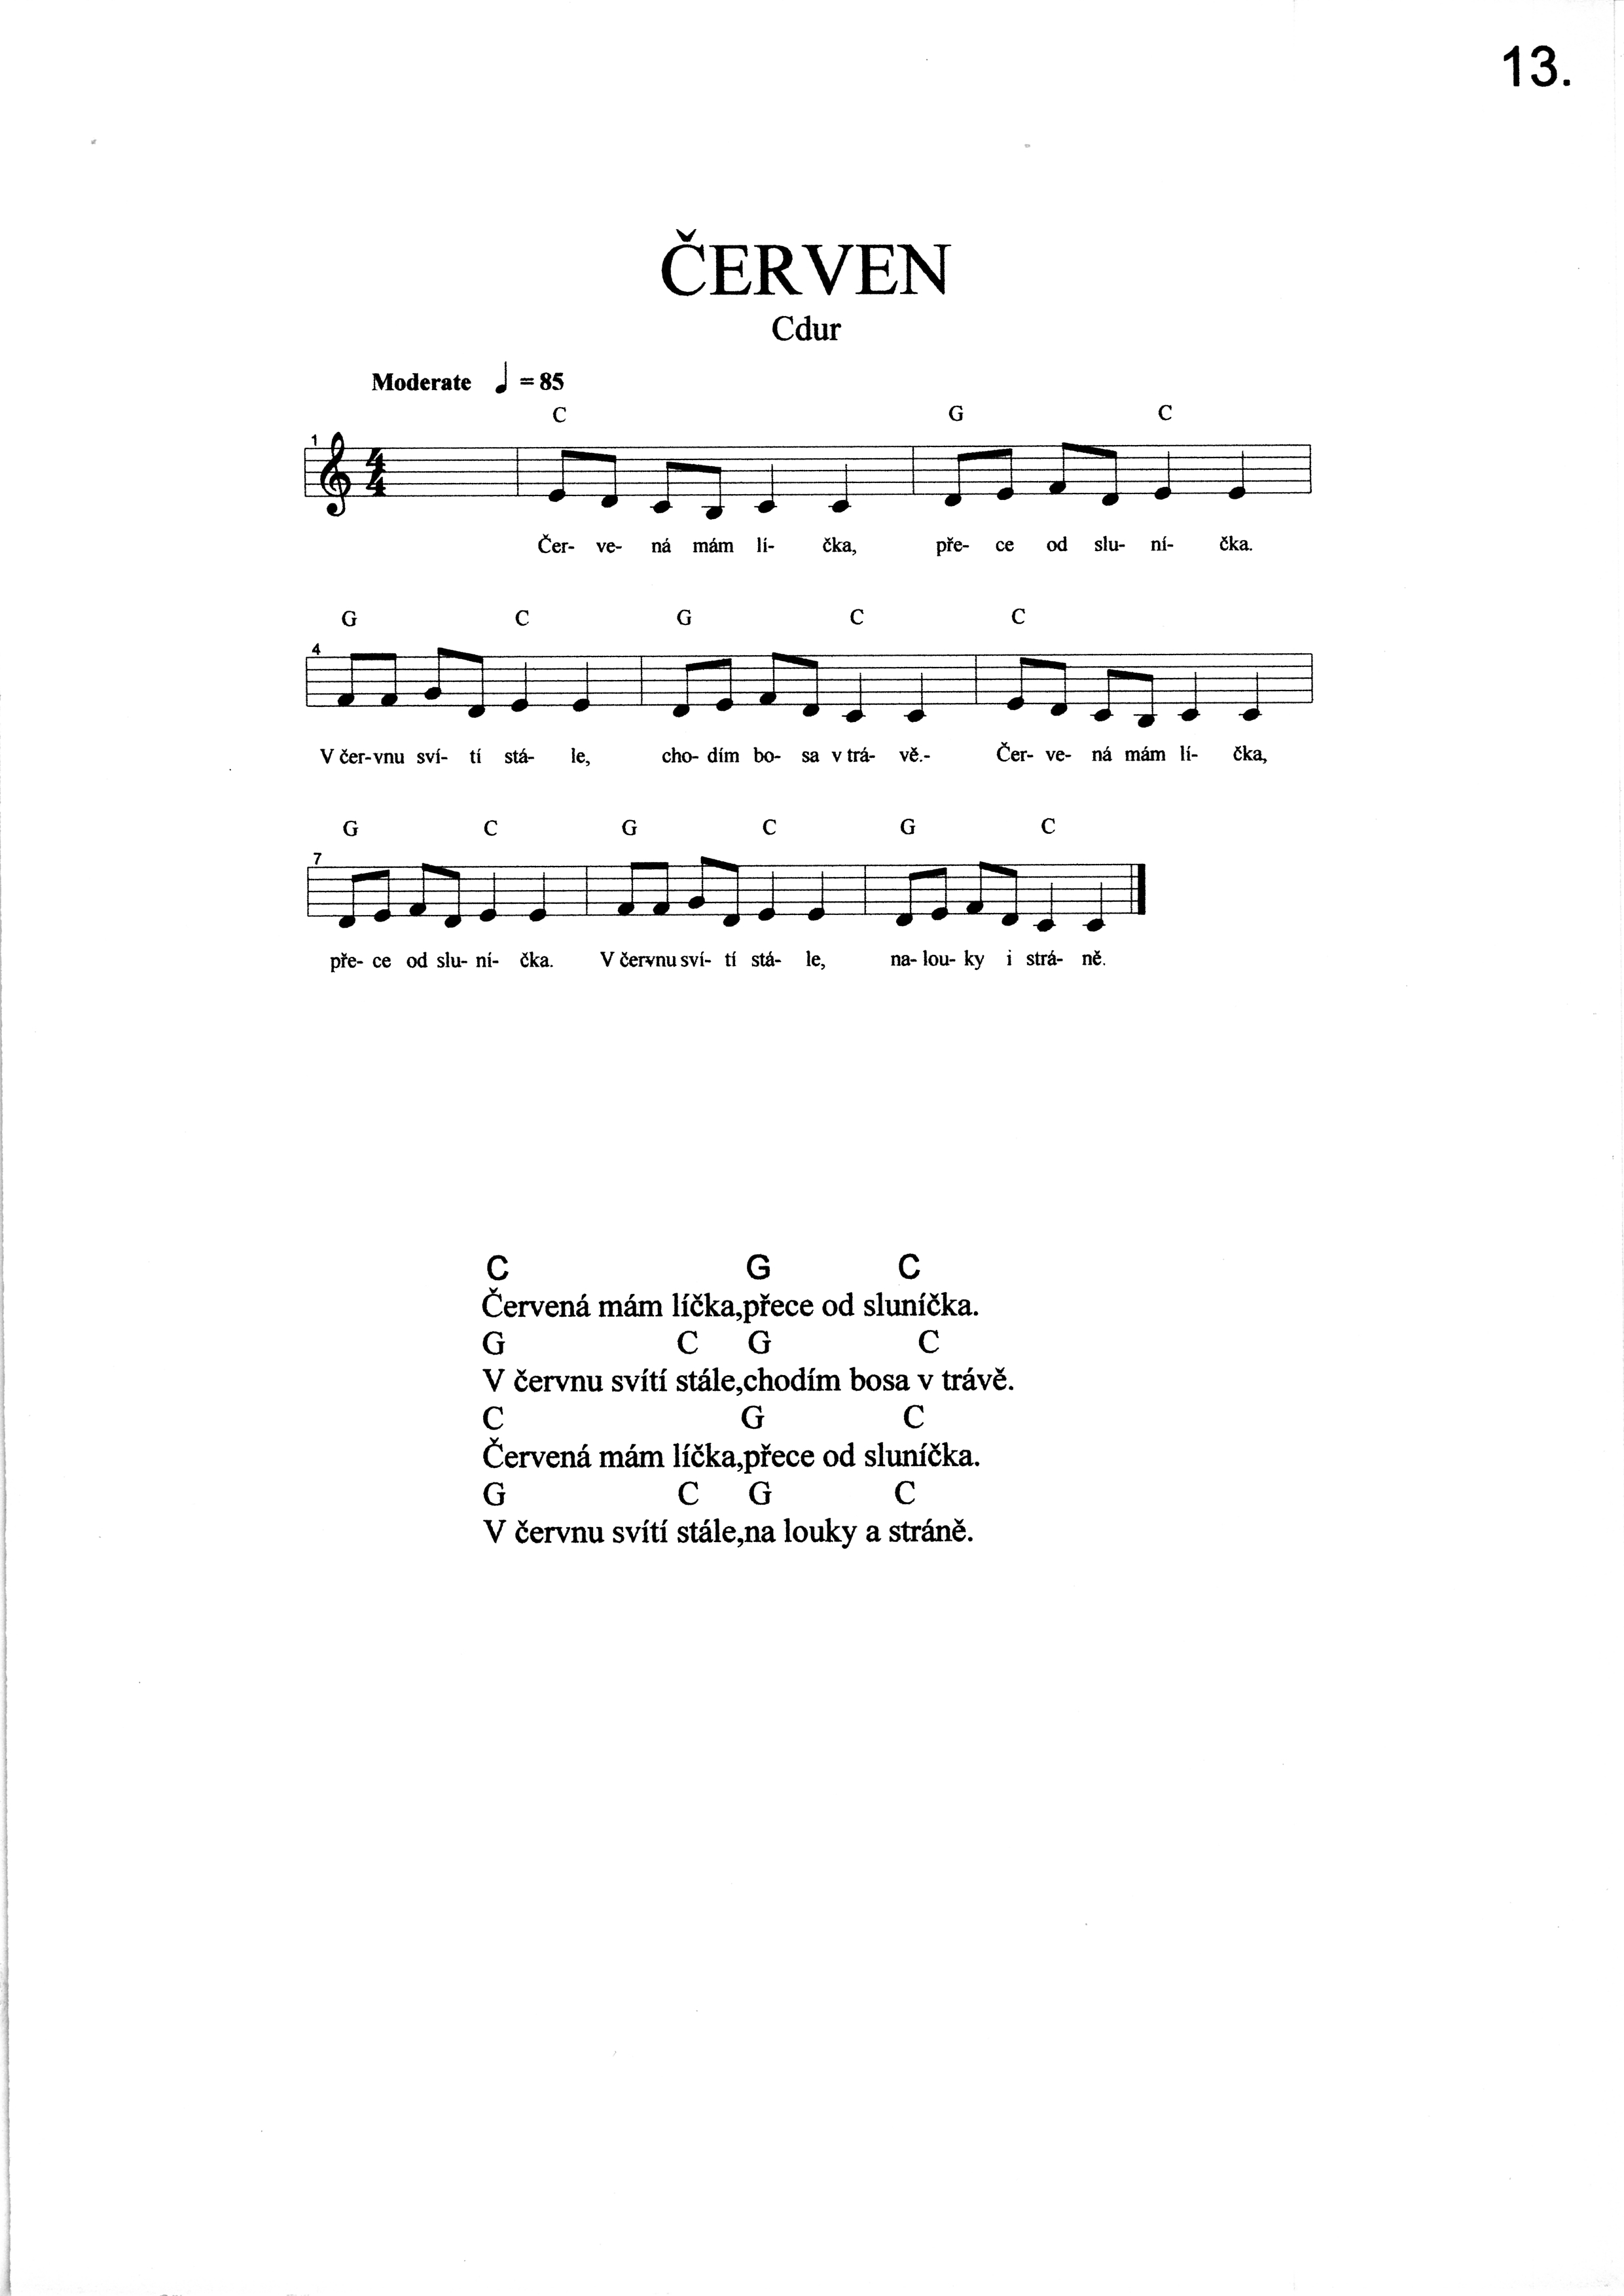 13.
ČERVEN
Cdur
Moderate ♩ = 85
C G C
1
4
4
Čer- ve- ná mám lí- čka, pře- ce od slu- ní- čka.
G C G C C
4
V čer-vnu sví- tí stá- le, cho- dím bo- sa v trá- vě.- Čer- ve- ná mám lí- čka,
G C G C G C
7
pře- ce od slu- ní- čka. V červnu sví- tí stá- le, na- lou- ky i strá- ně.
C G C
Červená mám líčka,přece od sluníčka.
G C G C
V červnu svítí stále,chodím bosa v trávě.
C G C
Červená mám líčka,přece od sluníčka.
G C G C
V červnu svítí stále,na louky a stráně.